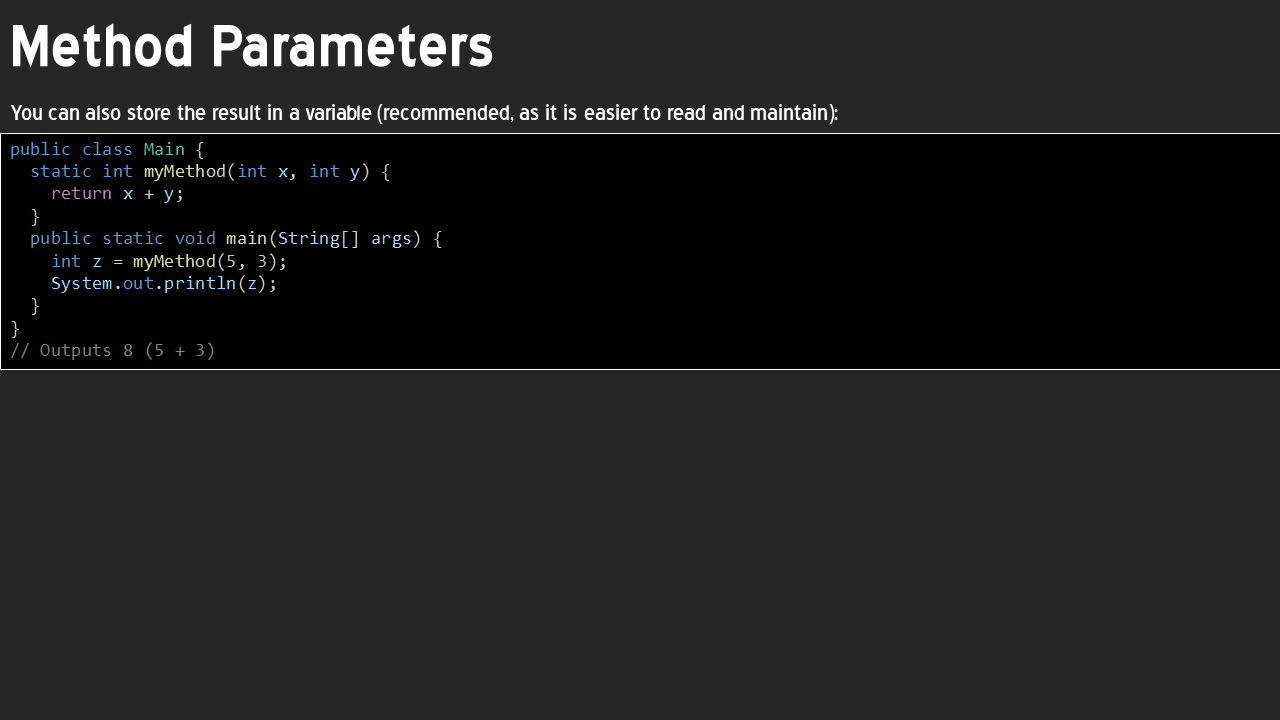 Method Parameters
You can also store the result in a variable (recommended, as it is easier to read and maintain):
public class Main {
  static int myMethod(int x, int y) {
    return x + y;
  }
  public static void main(String[] args) {
    int z = myMethod(5, 3);
    System.out.println(z);
  }
}
// Outputs 8 (5 + 3)